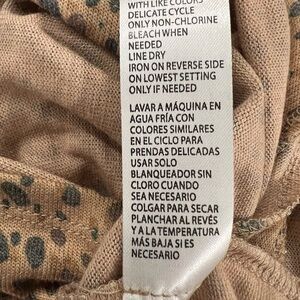 WITH LIKE COLORS
DELICATE CYCLE
ONLY NON-CHLORINE
BLEACH WHEN
NEEDED
LINE DRY
IRON ON REVERSE SIDE
ON LOWEST SETTING
ONLY IF NEEDED
LAVAR A MÁQUINA EN
AGUA FRÍA CON
COLORES SIMILARES
EN EL CICLO PARA
PRENDAS DELICADAS
USAR SOLO
BLANQUEADOR SIN
CLORO CUANDO
SEA NECESARIO
COLGAR PARA SECAR
PLANCHAR AL REVÉS
Y A LA TEMPERATURA
MÁS BAJA SI ES
NECESARIO